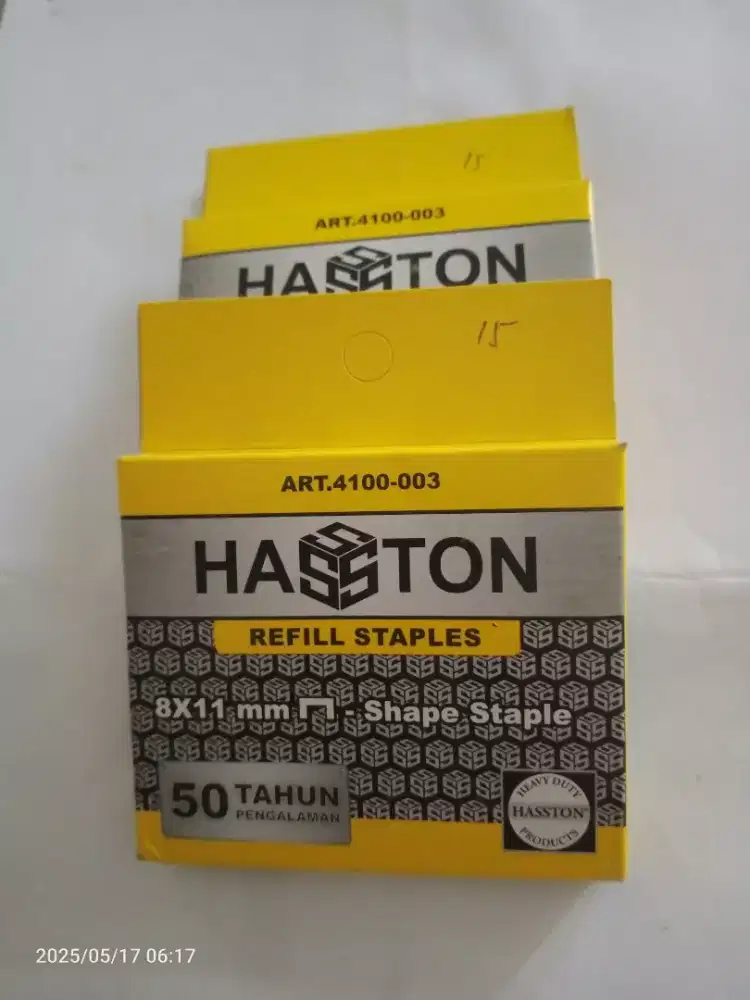 15
ART.4100-003
HASSTON
15
ART.4100-003
HASSTON
REFILL STAPLES
8X11 mm - Shape Staple
50 TAHUN
PENGALAMAN
HEAVY DUTY
HASSTON™
PRODUCTS
2025/05/17 06:17